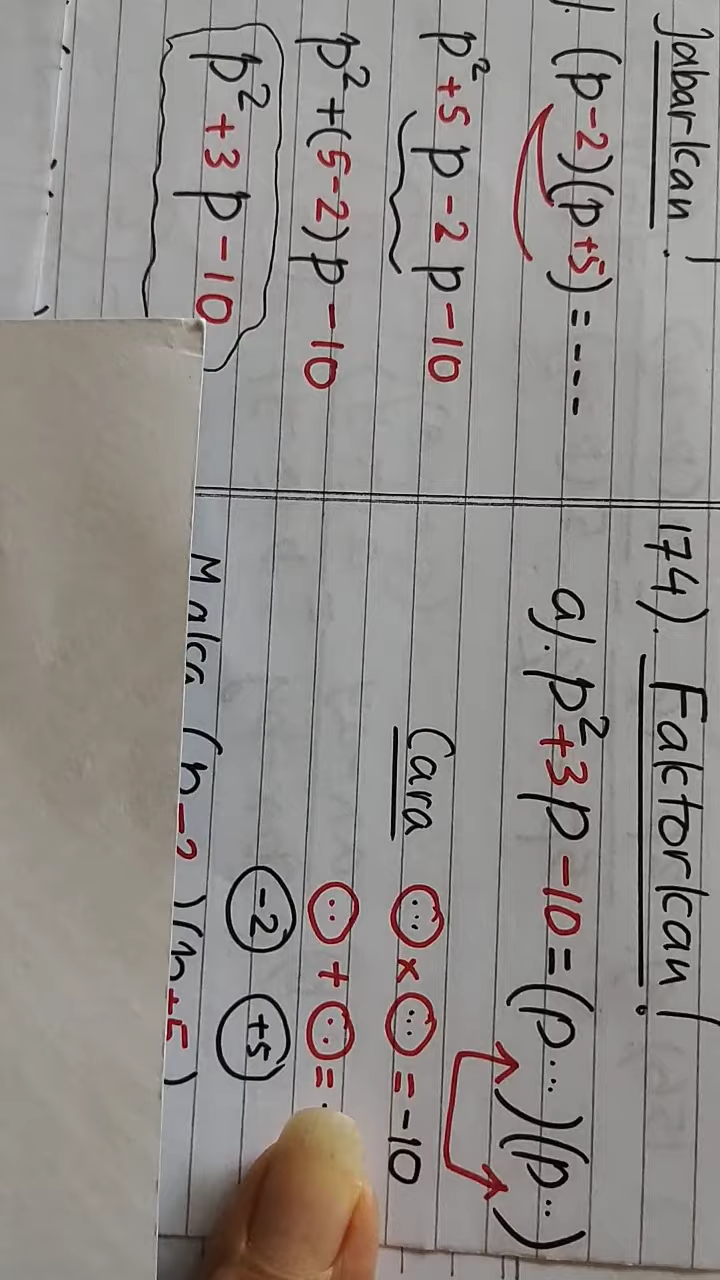 Jabarkan!
). (p-2)(p+5) = ----
p²+5p-2p-10
p²+(5-2)p-10
p²+3p-10
174). Faktorkan!
a). p²+3p-10=(p...)(p...)
Cara ... × ... = -10
.. + .. =
-2 +5
Maka (p-2)(p+5)